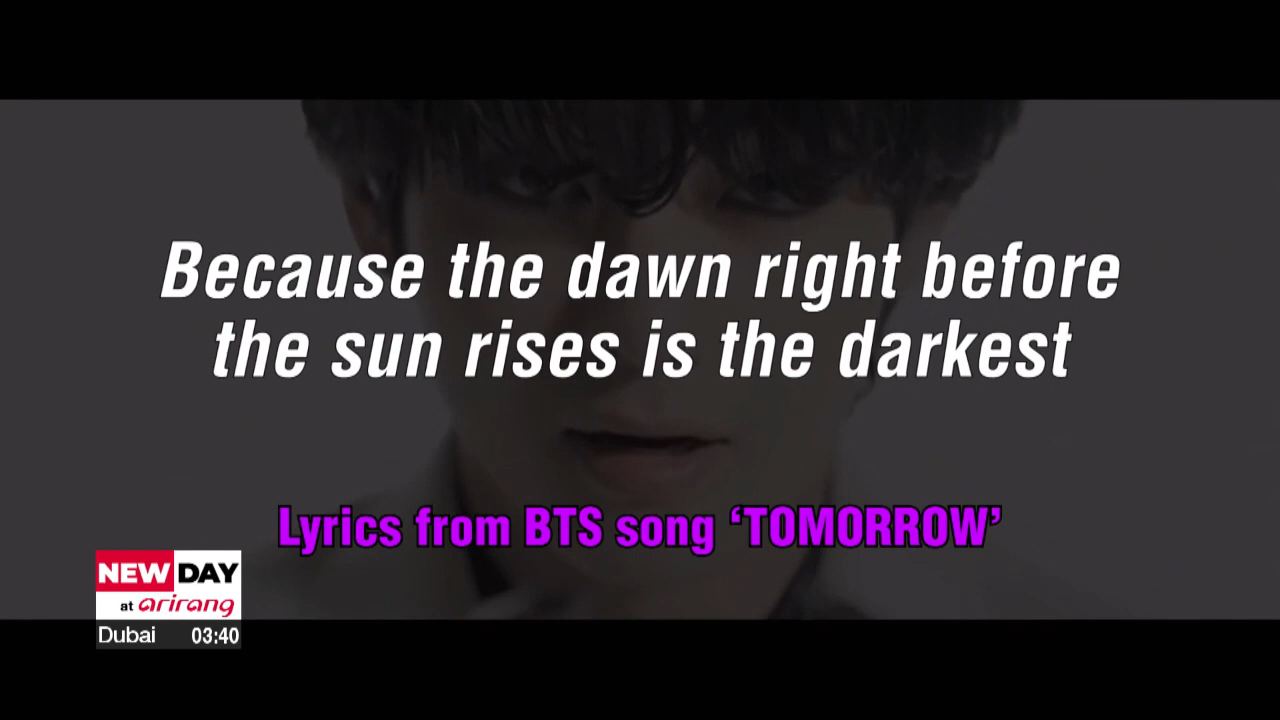 Because the dawn right before
the sun rises is the darkest
Lyrics from BTS song ‘TOMORROW’
NEW DAY
at arirang
Dubai 03:40